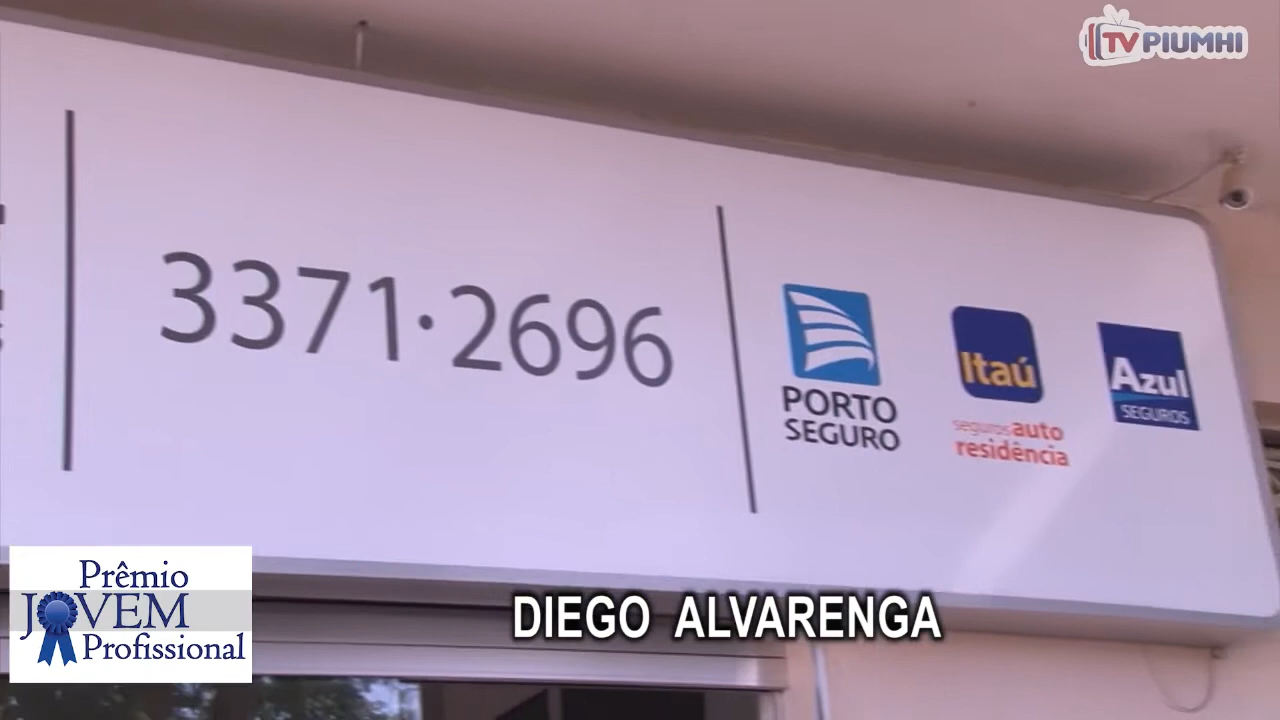 TV PIUMHI
3371·2696
PORTO
SEGURO
Itaú
seguros auto
residência
Azul
SEGUROS
Prêmio
JOVEM
Profissional
DIEGO ALVARENGA